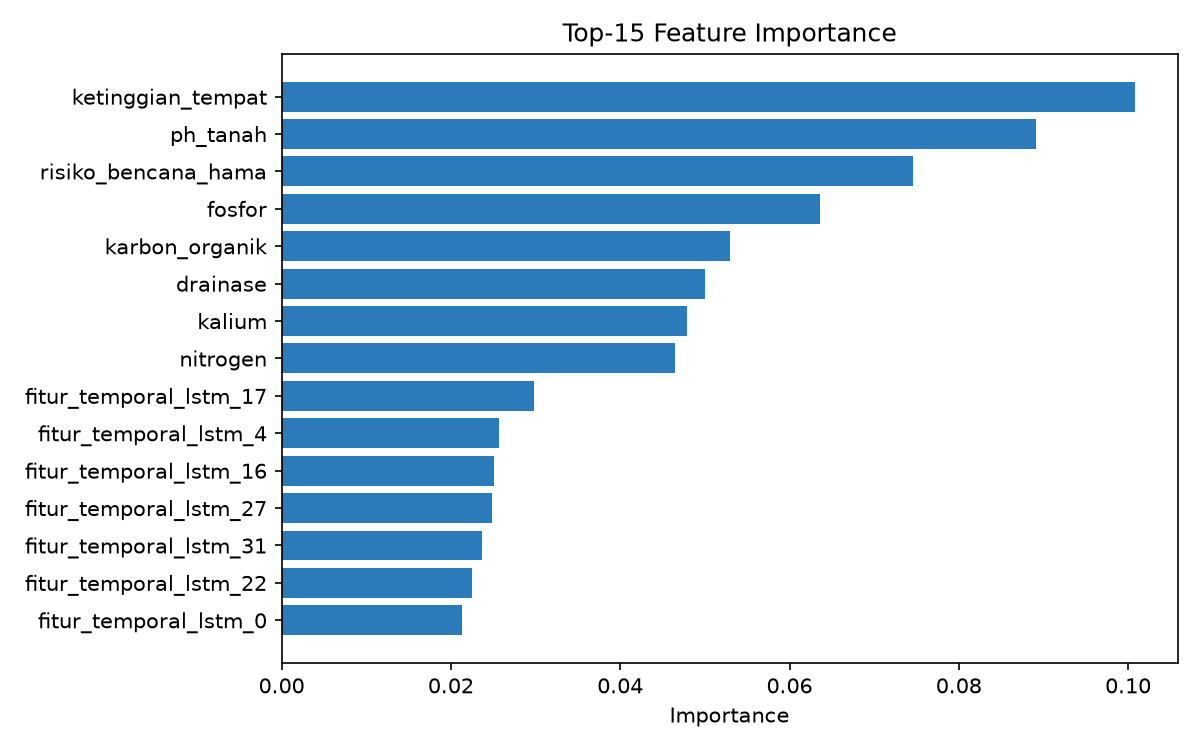 Top-15 Feature Importance
ketinggian_tempat
ph_tanah
risiko_bencana_hama
fosfor
karbon_organik
drainase
kalium
nitrogen
fitur_temporal_lstm_17
fitur_temporal_lstm_4
fitur_temporal_lstm_16
fitur_temporal_lstm_27
fitur_temporal_lstm_31
fitur_temporal_lstm_22
fitur_temporal_lstm_0
0.00 0.02 0.04 0.06 0.08 0.10
Importance